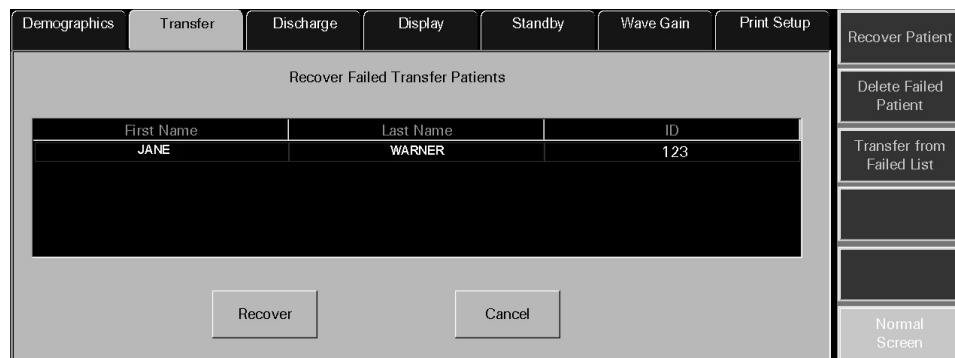 Demographics Transfer Discharge Display Standby Wave Gain Print Setup
Recover Failed Transfer Patients
First Name Last Name ID
JANE WARNER 123
Recover Cancel
Recover Patient
Delete Failed
Patient
Transfer from
Failed List
Normal
Screen